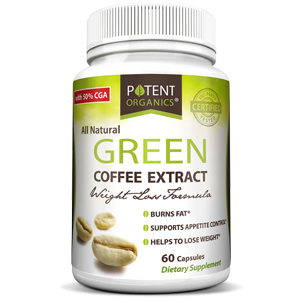 POTENT
ORGANICS®
with 50% CGA
CERTIFIED
All Natural
GREEN
COFFEE EXTRACT
Weight Loss Formula
BURNS FAT*
SUPPORTS APPETITE CONTROL*
HELPS TO LOSE WEIGHT*
60 Capsules
Dietary Supplement